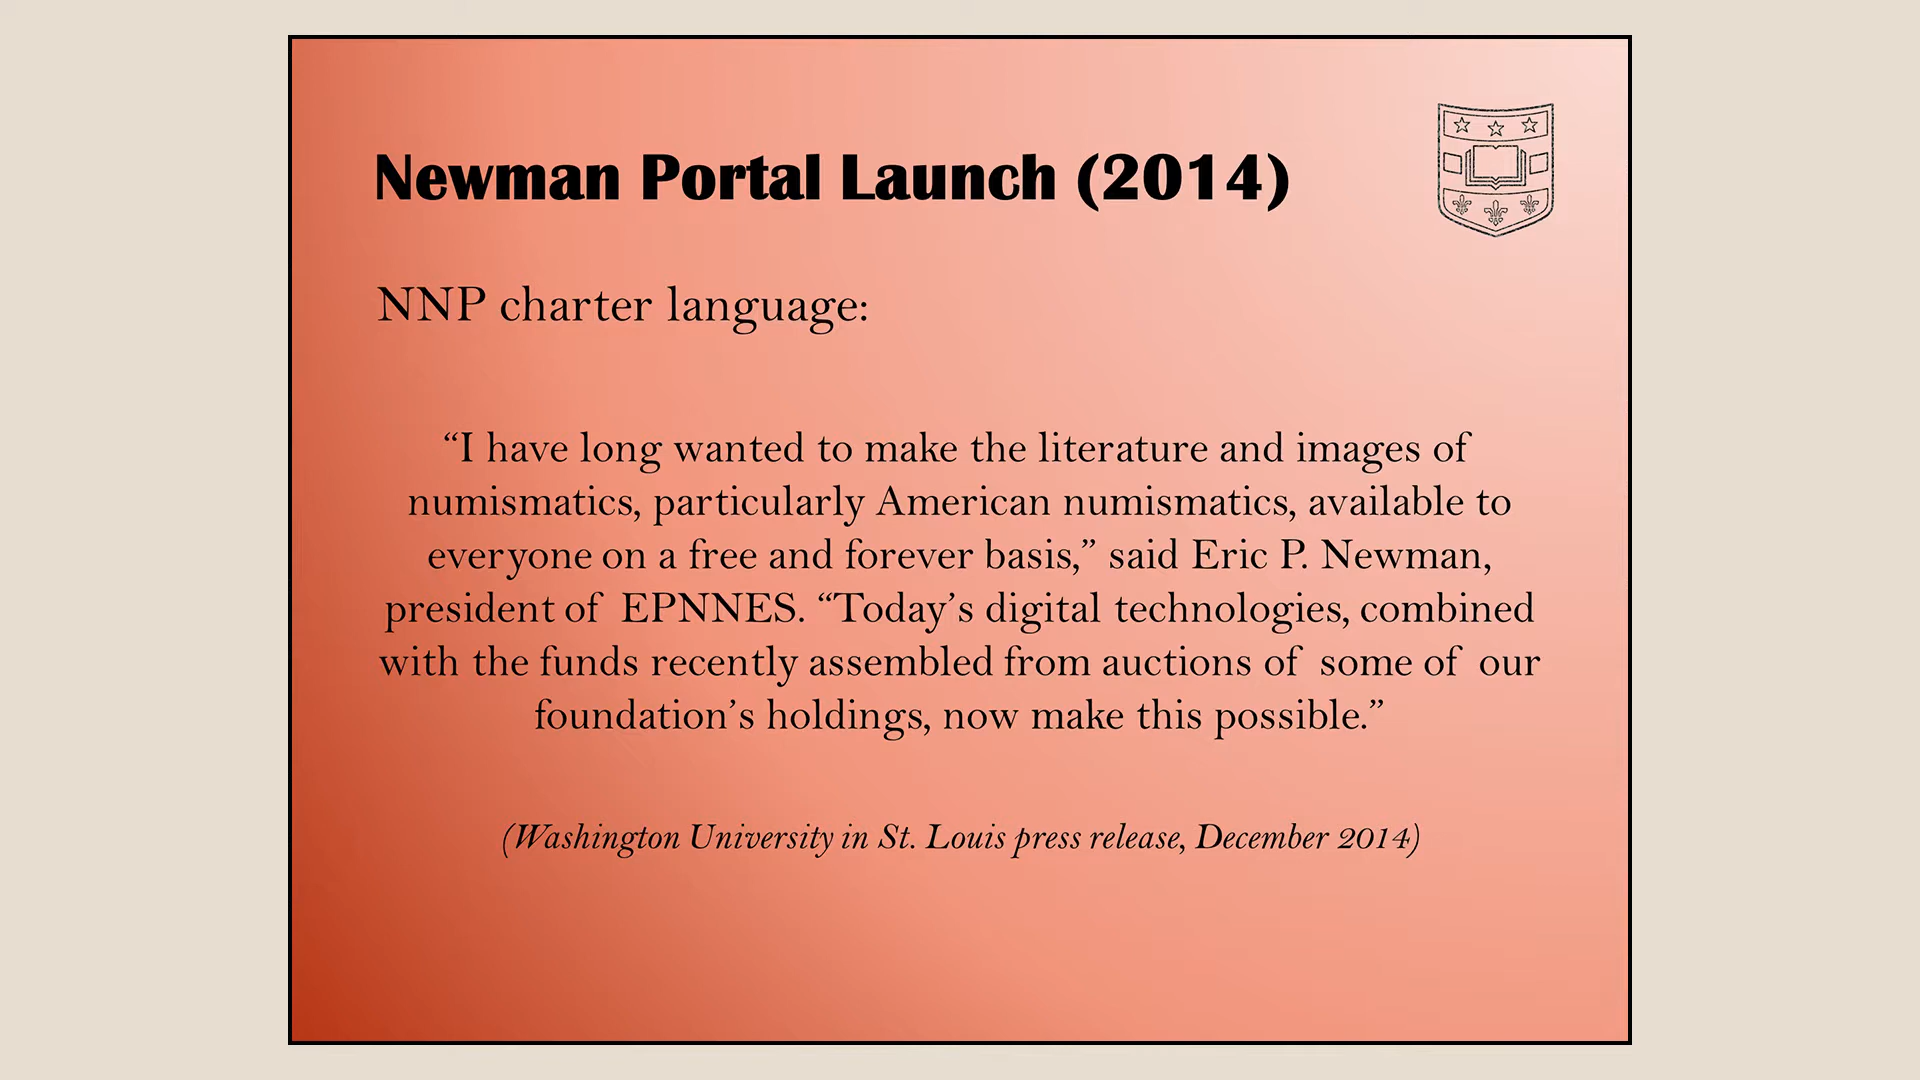 Newman Portal Launch (2014)
NNP charter language:
“I have long wanted to make the literature and images of
numismatics, particularly American numismatics, available to
everyone on a free and forever basis,” said Eric P. Newman,
president of EPNNES. “Today’s digital technologies, combined
with the funds recently assembled from auctions of some of our
foundation’s holdings, now make this possible.”
(Washington University in St. Louis press release, December 2014)